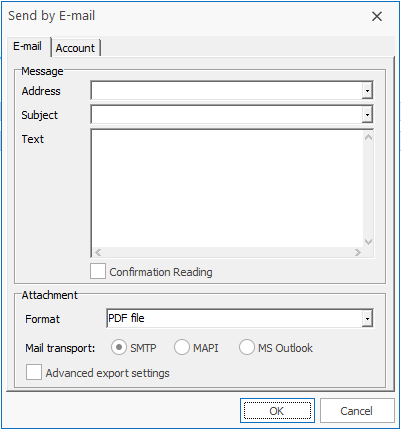 Send by E-mail
E-mail Account
Message
Address
Subject
Text
Confirmation Reading
Attachment
Format PDF file
Mail transport: SMTP MAPI MS Outlook
Advanced export settings
OK Cancel